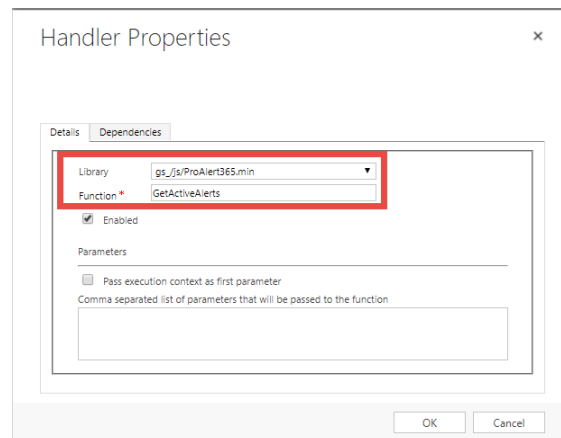 Handler Properties
Details Dependencies
Library gs_/js/ProAlert365.min
Function * GetActiveAlerts
Enabled
Parameters
Pass execution context as first parameter
Comma separated list of parameters that will be passed to the function
OK Cancel